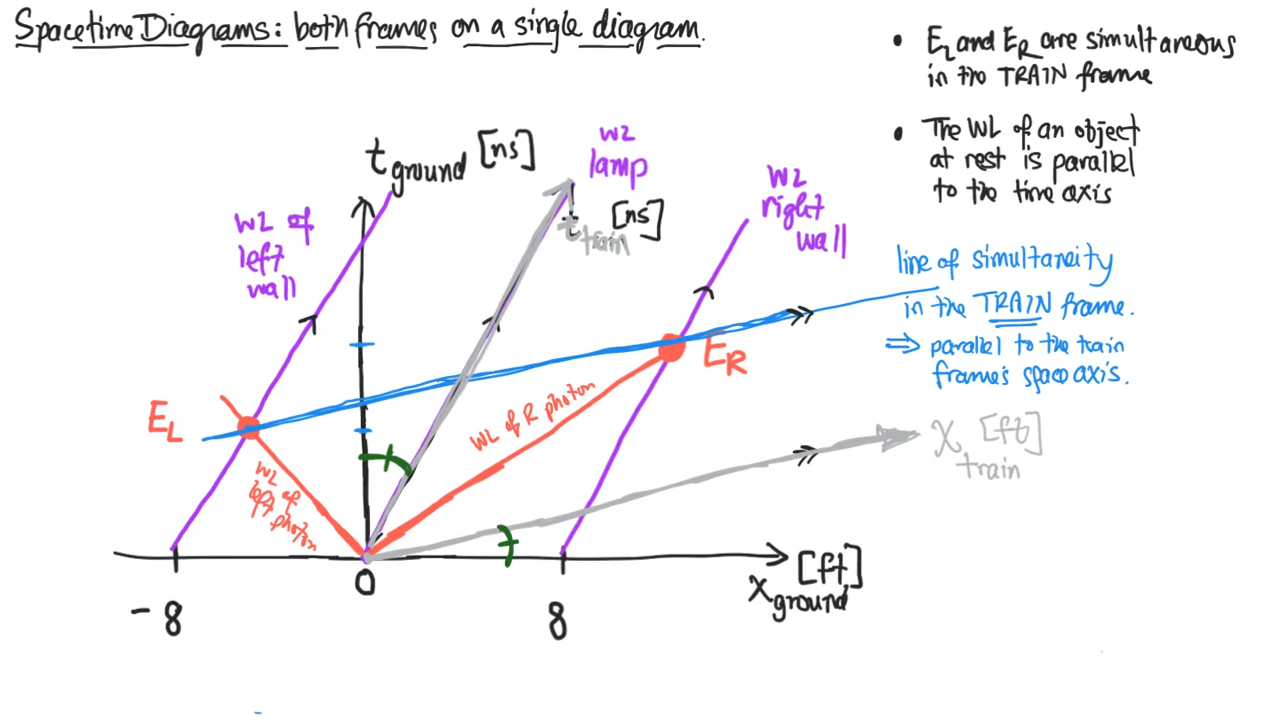 Spacetime Diagrams: both frames on a single diagram.
• EL and ER are simultaneous
in the TRAIN frame
• The WL of an object
at rest is parallel
to the time axis
line of simultaneity
in the TRAIN frame.
⇒ parallel to the train
frame's space axis.
t ground [ns]
WL
lamp
[ns]
t train
WL
right
wall
WL of
left
wall
EL
ER
WL of R photon
WL of
left
photon
x [ft]
train
[ft]
x ground
-8
0
8